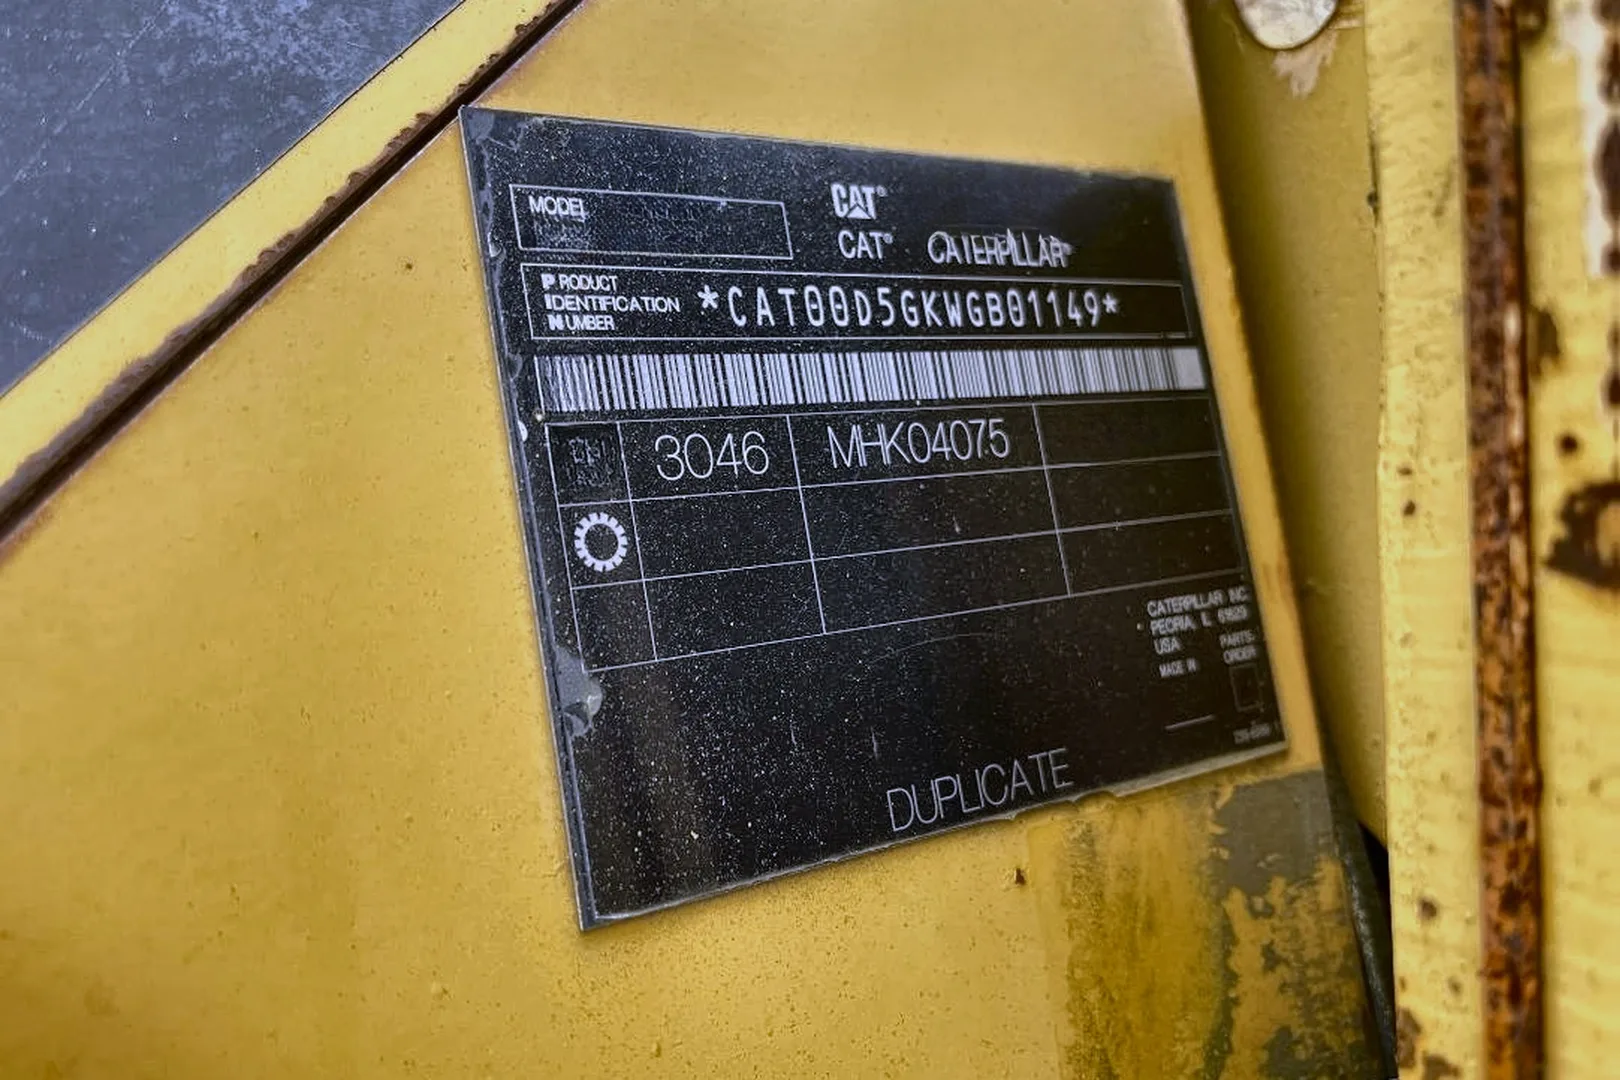 MODEL
CAT®
CAT® CATERPILLAR®
PRODUCT
IDENTIFICATION
NUMBER
*CAT00D5GKWGB01149*
3046 MHK04075
CATERPILLAR INC.
PEORIA, IL 61629
USA
MADE IN
PARTS-
ORDER
DUPLICATE